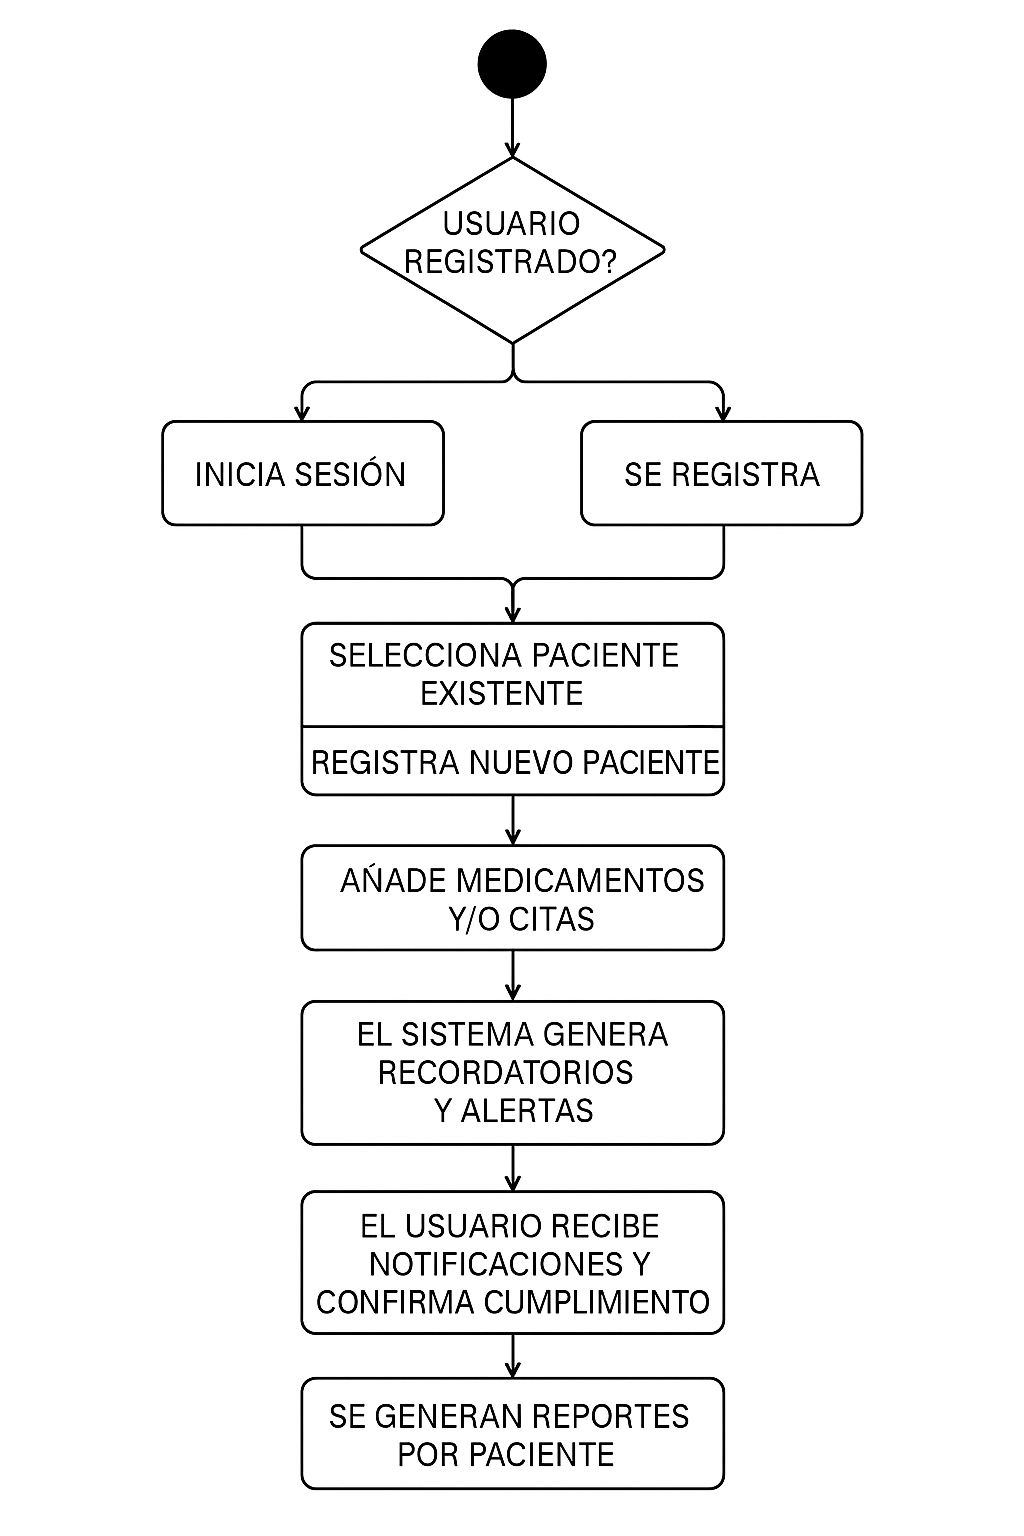 USUARIO
REGISTRADO?
INICIA SESIÓN
SE REGISTRA
SELECCIONA PACIENTE
EXISTENTE
REGISTRA NUEVO PACIENTE
AÑADE MEDICAMENTOS
Y/O CITAS
EL SISTEMA GENERA
RECORDATORIOS
Y ALERTAS
EL USUARIO RECIBE
NOTIFICACIONES Y
CONFIRMA CUMPLIMIENTO
SE GENERAN REPORTES
POR PACIENTE